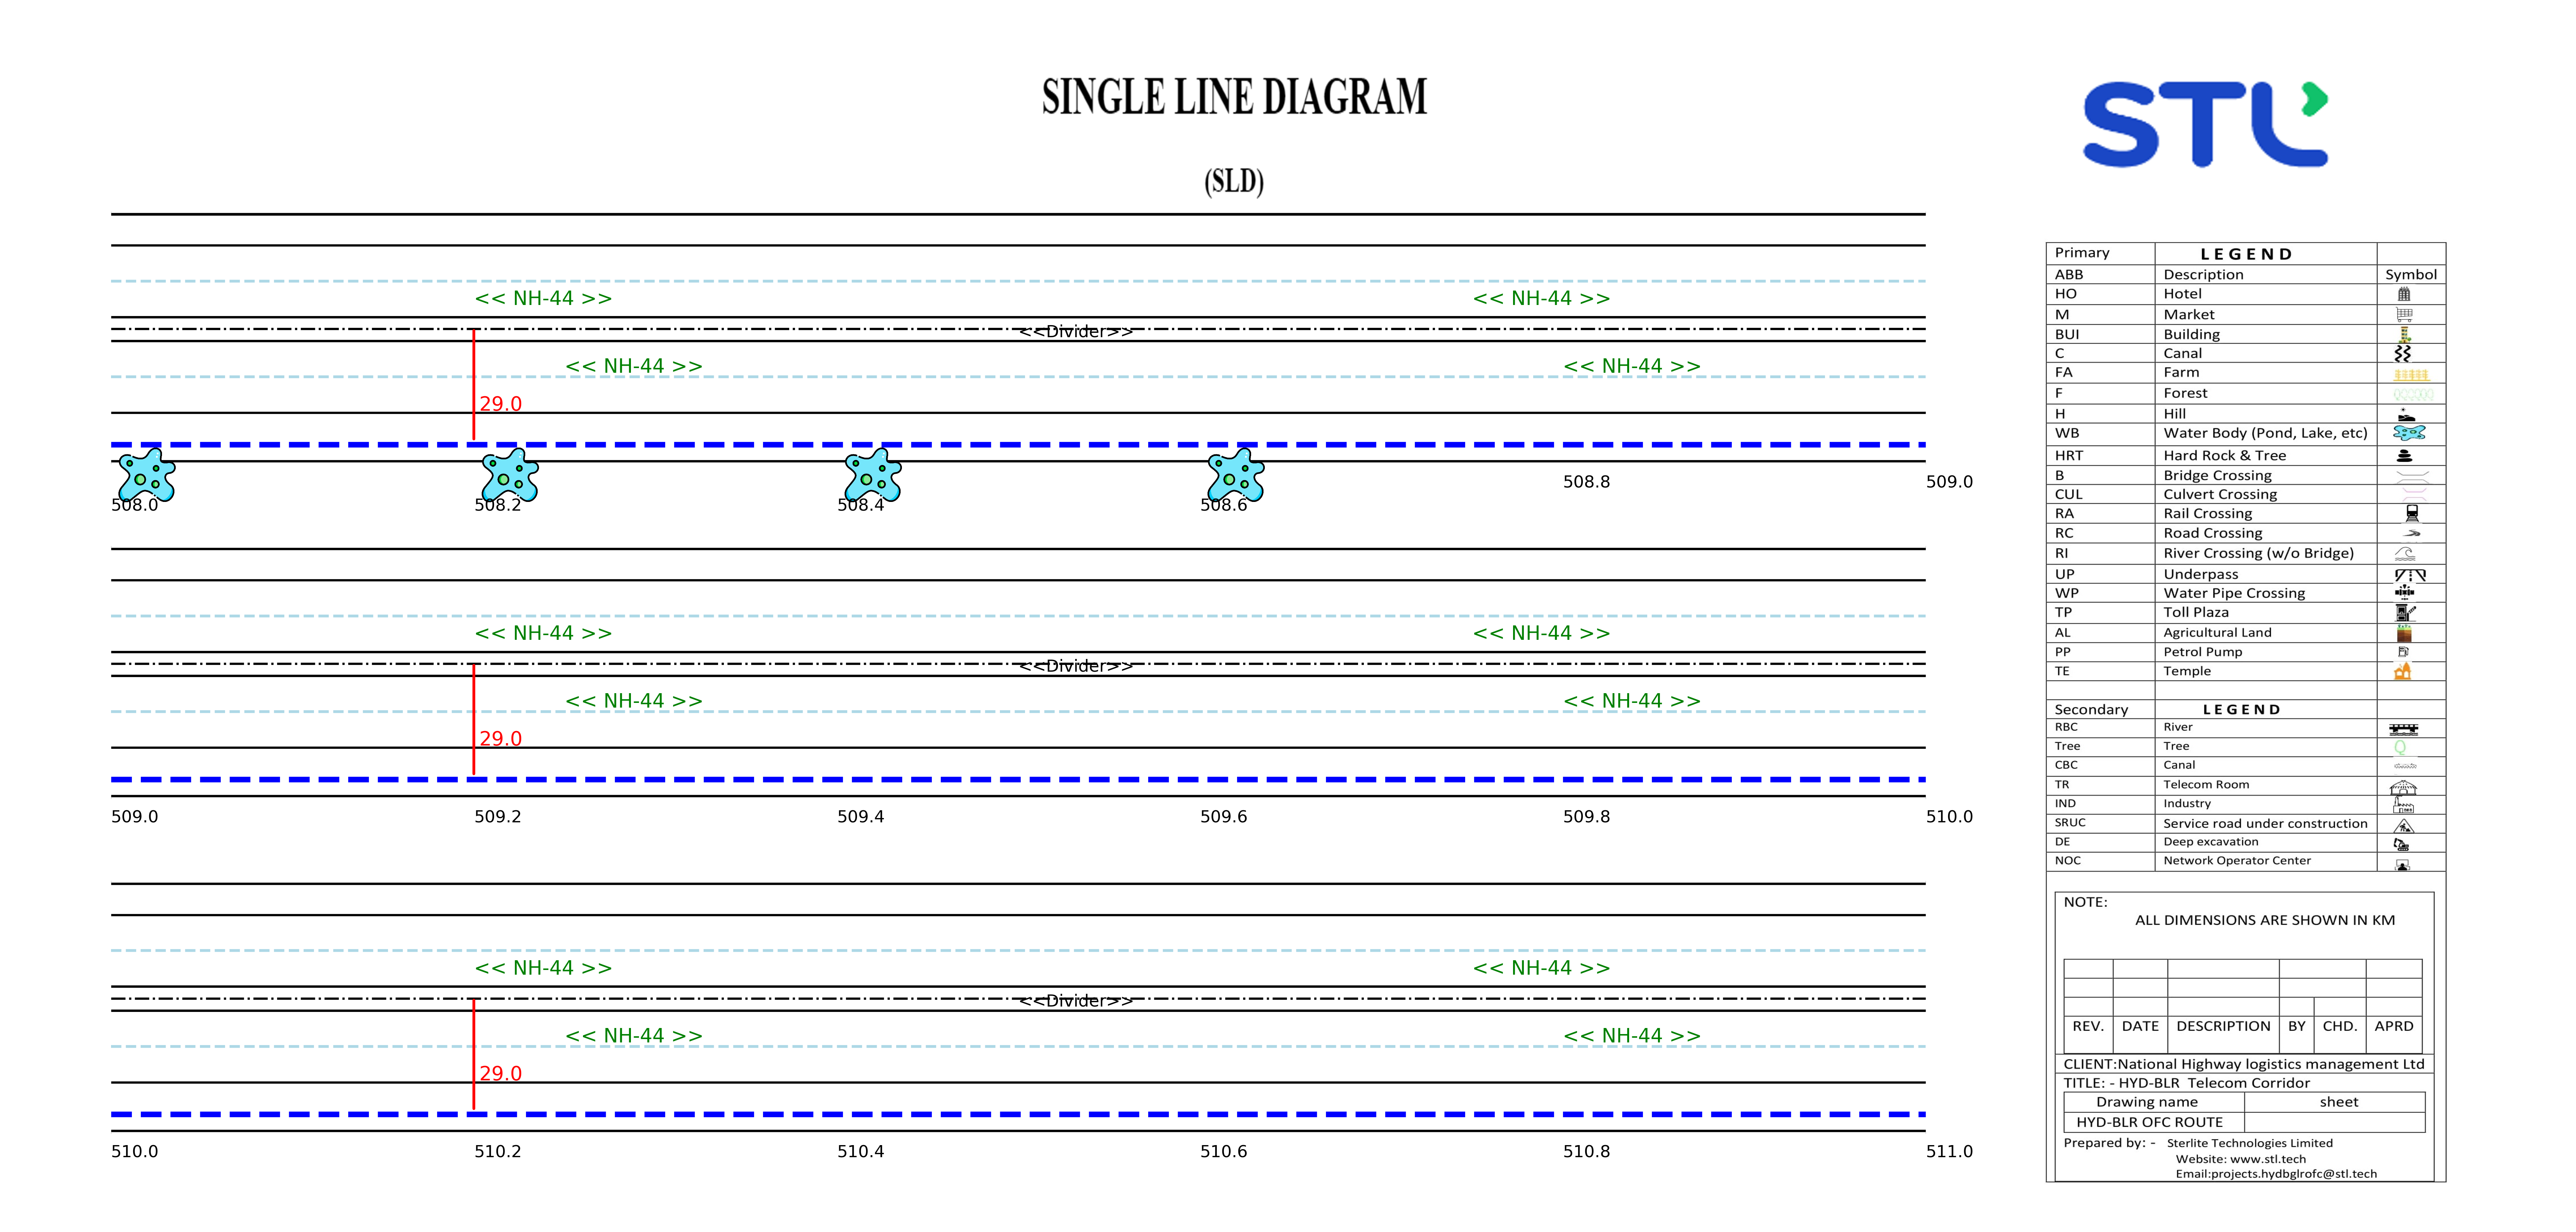 SINGLE LINE DIAGRAM
(SLD)
STL
<< NH-44 >> << NH-44 >>
<<Divider>>
<< NH-44 >> << NH-44 >>
29.0
508.0 508.2 508.4 508.6 508.8 509.0
<< NH-44 >> << NH-44 >>
<<Divider>>
<< NH-44 >> << NH-44 >>
29.0
509.0 509.2 509.4 509.6 509.8 510.0
<< NH-44 >> << NH-44 >>
<<Divider>>
<< NH-44 >> << NH-44 >>
29.0
510.0 510.2 510.4 510.6 510.8 511.0
Primary LEGEND
ABB Description Symbol
HO Hotel
M Market
BUI Building
C Canal
FA Farm
F Forest
H Hill
WB Water Body (Pond, Lake, etc)
HRT Hard Rock & Tree
B Bridge Crossing
CUL Culvert Crossing
RA Rail Crossing
RC Road Crossing
RI River Crossing (w/o Bridge)
UP Underpass
WP Water Pipe Crossing
TP Toll Plaza
AL Agricultural Land
PP Petrol Pump
TE Temple
Secondary LEGEND
RBC River
Tree Tree
CBC Canal
TR Telecom Room
IND Industry
SRUC Service road under construction
DE Deep excavation
NOC Network Operator Center
NOTE:
ALL DIMENSIONS ARE SHOWN IN KM
REV. DATE DESCRIPTION BY CHD. APRD
CLIENT:National Highway logistics management Ltd
TITLE: - HYD-BLR Telecom Corridor
Drawing name sheet
HYD-BLR OFC ROUTE
Prepared by: - Sterlite Technologies Limited
Website: www.stl.tech
Email:projects.hydbglrofc@stl.tech